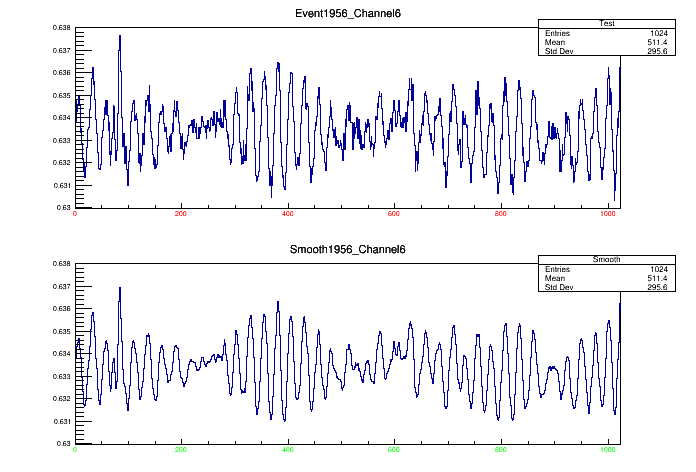 Event1956_Channel6
Test
Entries 1024
Mean 511.4
Std Dev 295.6
0.638
0.637
0.636
0.635
0.634
0.633
0.632
0.631
0.63
0 200 400 600 800 1000
Smooth1956_Channel6
Smooth
Entries 1024
Mean 511.4
Std Dev 295.6
0.638
0.637
0.636
0.635
0.634
0.633
0.632
0.631
0.63
0 200 400 600 800 1000